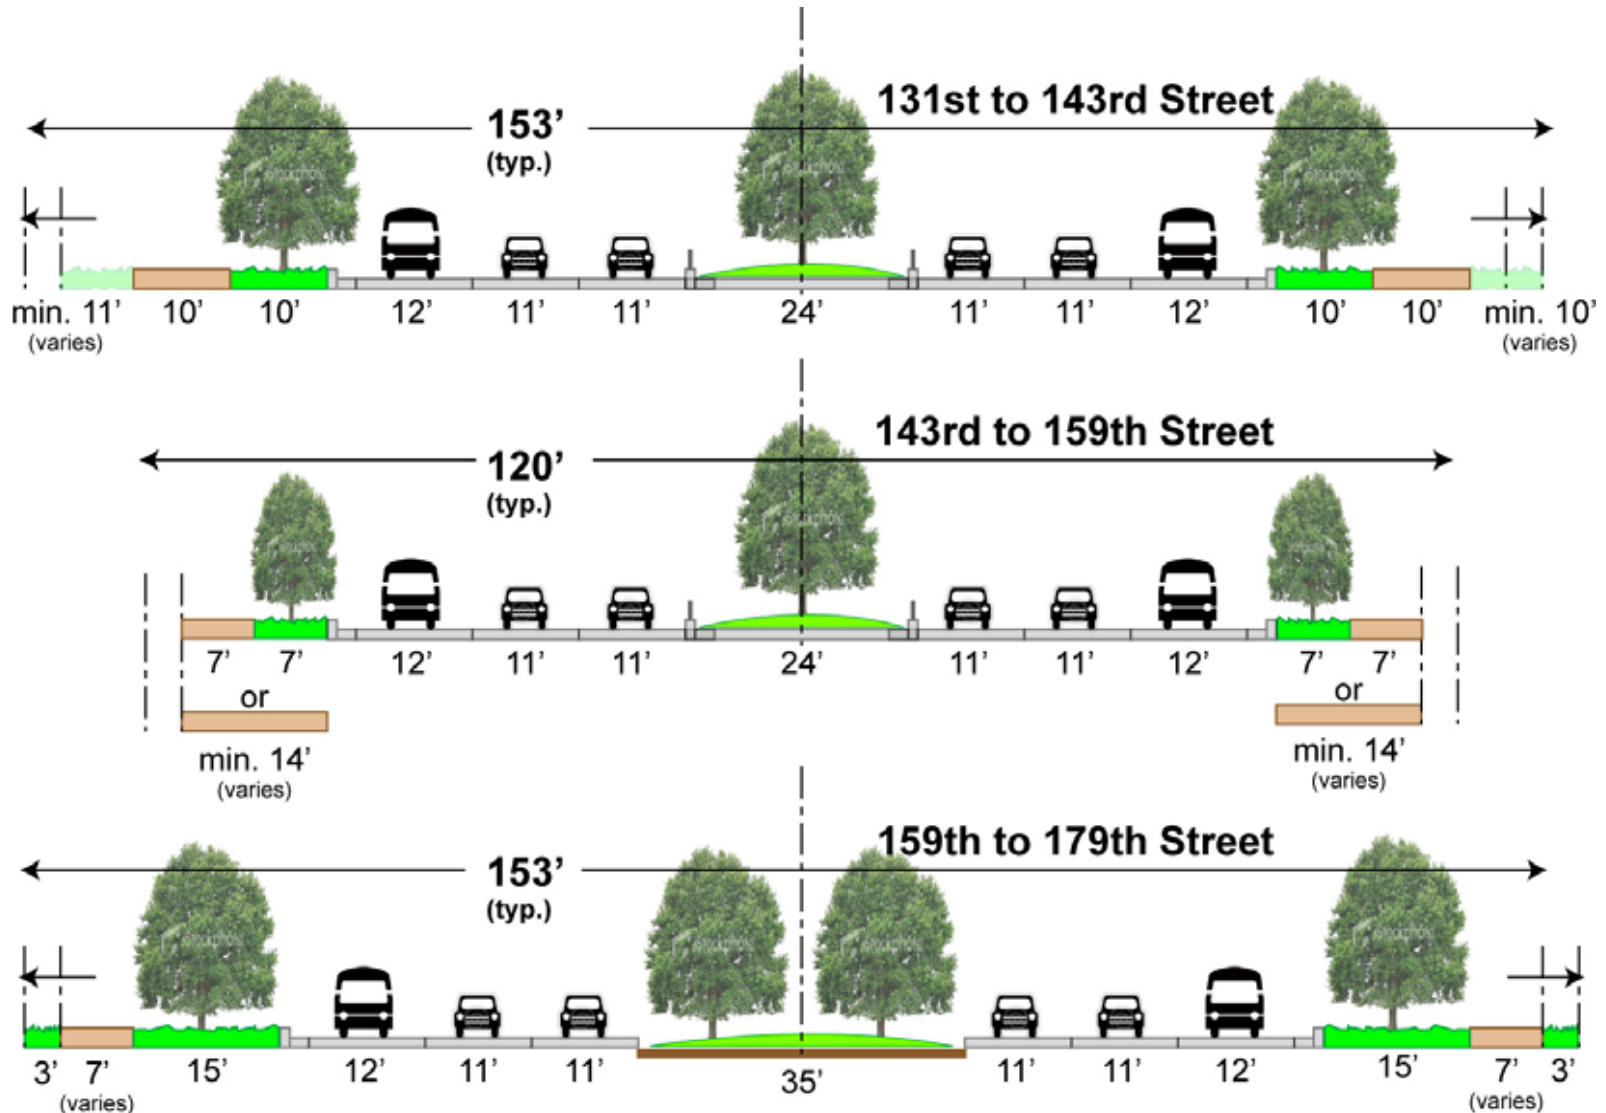 131st to 143rd Street
153’
(typ.)
min. 11’ 10’ 10’ 12’ 11’ 11’ 24’ 11’ 11’ 12’ 10’ 10’ min. 10’
(varies) (varies)
143rd to 159th Street
120’
(typ.)
7’ 7’ 12’ 11’ 11’ 24’ 11’ 11’ 12’ 7’ 7’
or or
min. 14’ min. 14’
(varies) (varies)
159th to 179th Street
153’
(typ.)
3’ 7’ 15’ 12’ 11’ 11’ 35’ 11’ 11’ 12’ 15’ 7’ 3’
(varies) (varies)